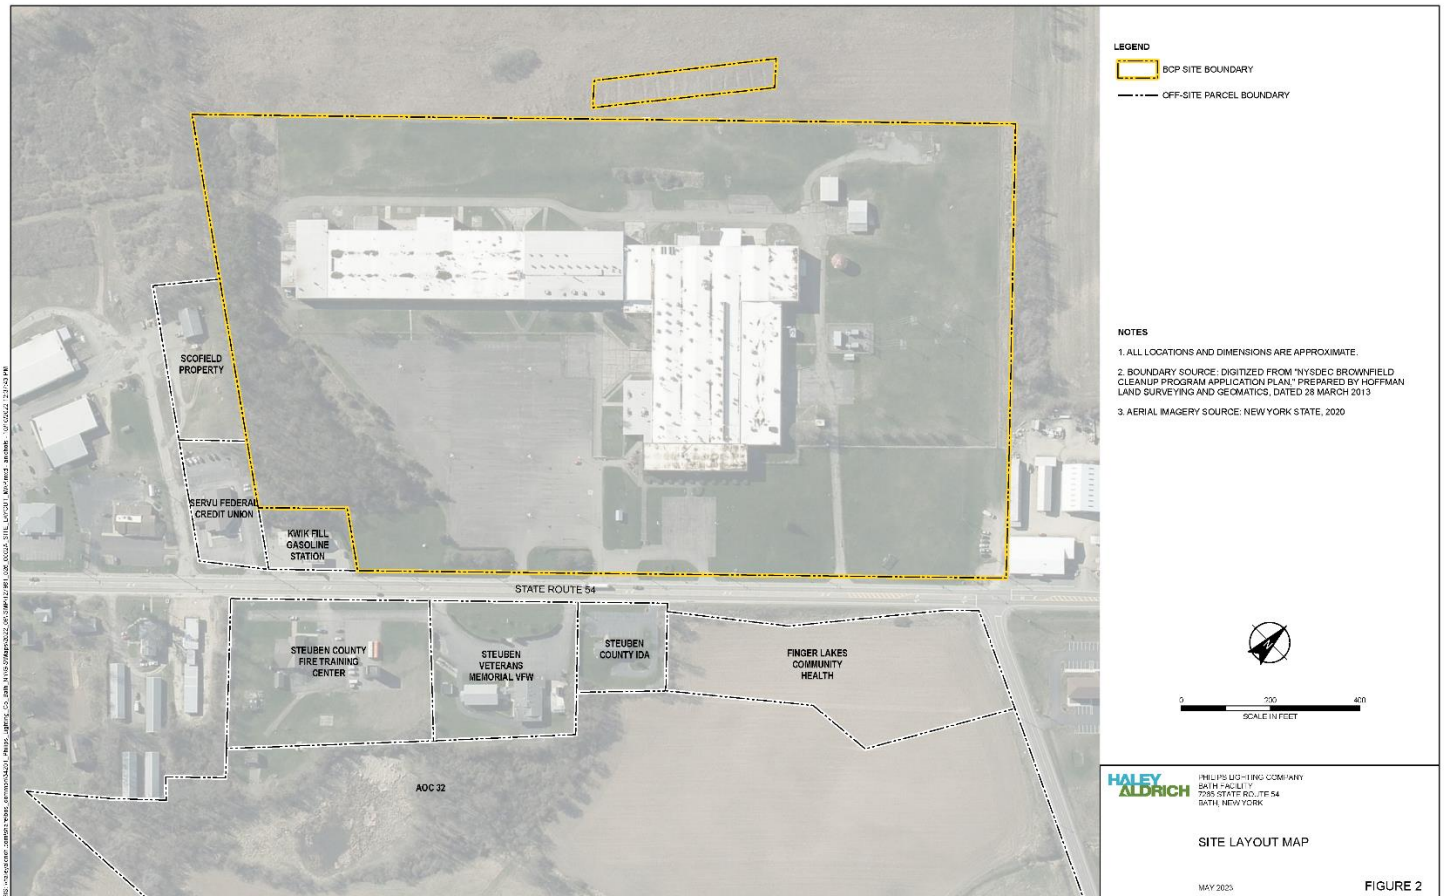 LEGEND
BCP SITE BOUNDARY
OFF-SITE PARCEL BOUNDARY
NOTES
1. ALL LOCATIONS AND DIMENSIONS ARE APPROXIMATE.
2. BOUNDARY SOURCE: DIGITIZED FROM "NYSDEC BROWNFIELD
CLEANUP PROGRAM APPLICATION PLAN," PREPARED BY HOFFMAN
LAND SURVEYING AND GEOMATICS, DATED 28 MARCH 2013
3. AERIAL IMAGERY SOURCE: NEW YORK STATE, 2020
SCOFIELD
PROPERTY
SERVU FEDERAL
CREDIT UNION
KWIK FILL
GASOLINE
STATION
STATE ROUTE 54
STEUBEN COUNTY
FIRE TRAINING
CENTER
STEUBEN
VETERANS
MEMORIAL VFW
STEUBEN
COUNTY IDA
FINGER LAKES
COMMUNITY
HEALTH
AOC 32
0 200 400
SCALE IN FEET
HALEY
ALDRICH
PHILIPS LIGHTING COMPANY
BATH FACILITY
7265 STATE ROUTE 54
BATH, NEW YORK
SITE LAYOUT MAP
MAY 2023
FIGURE 2